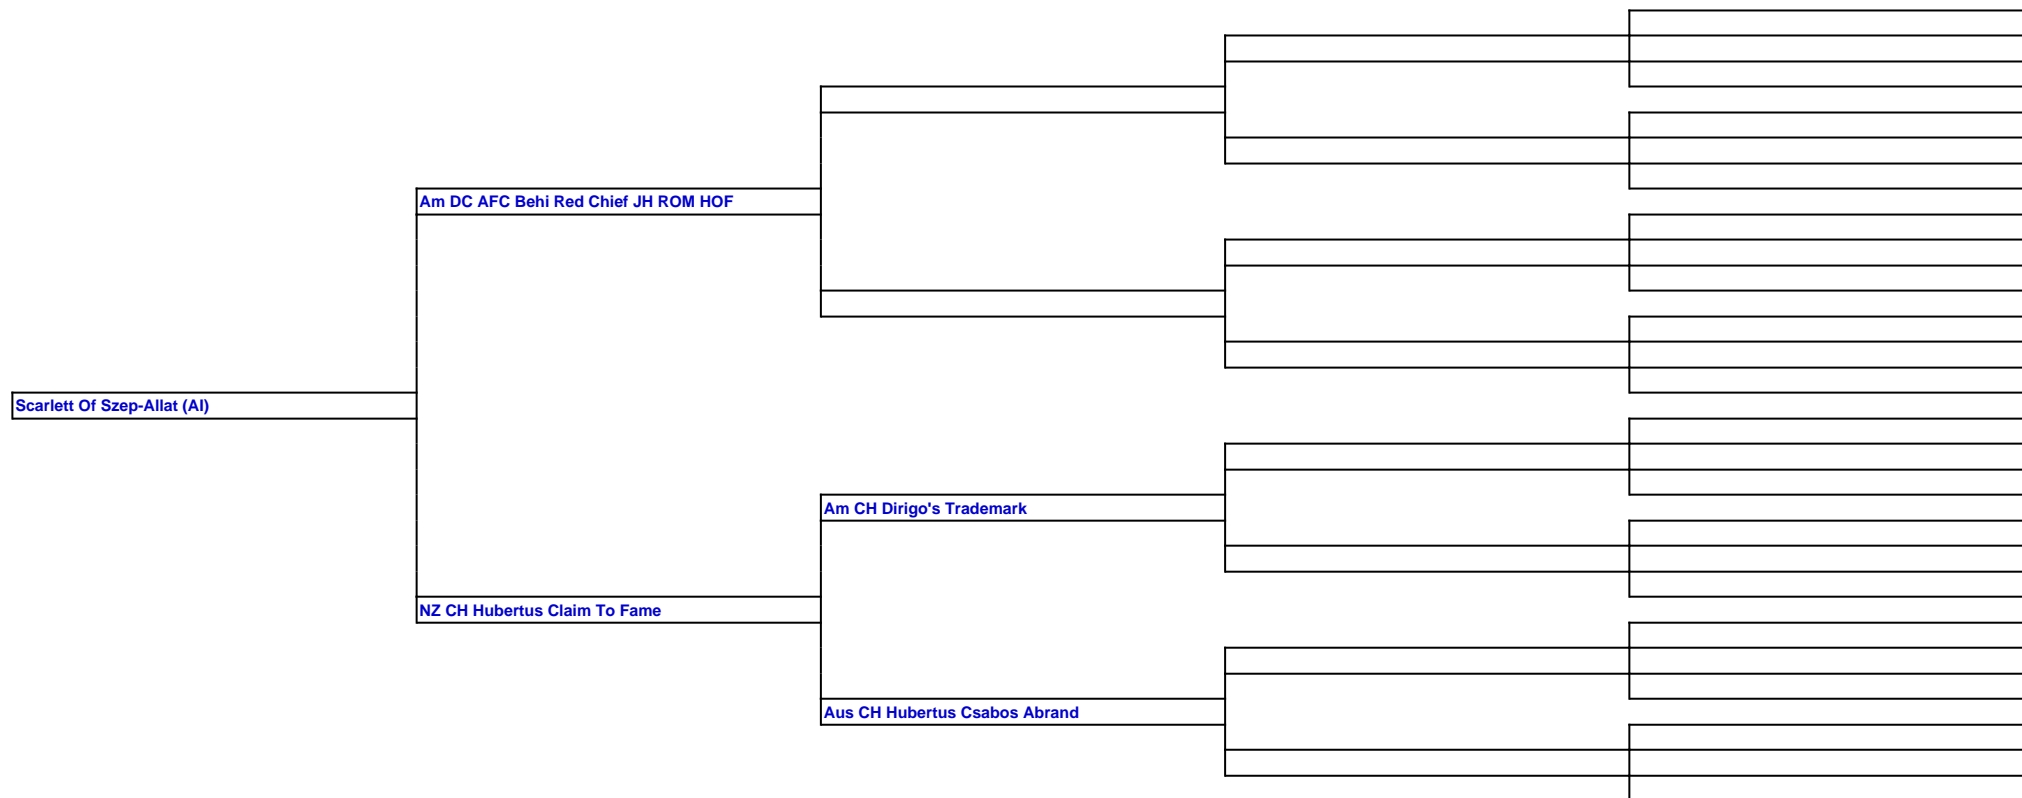 Am DC AFC Behi Red Chief JH ROM HOF
Scarlett Of Szep-Allat (AI)
Am CH Dirigo's Trademark
NZ CH Hubertus Claim To Fame
Aus CH Hubertus Csabos Abrand